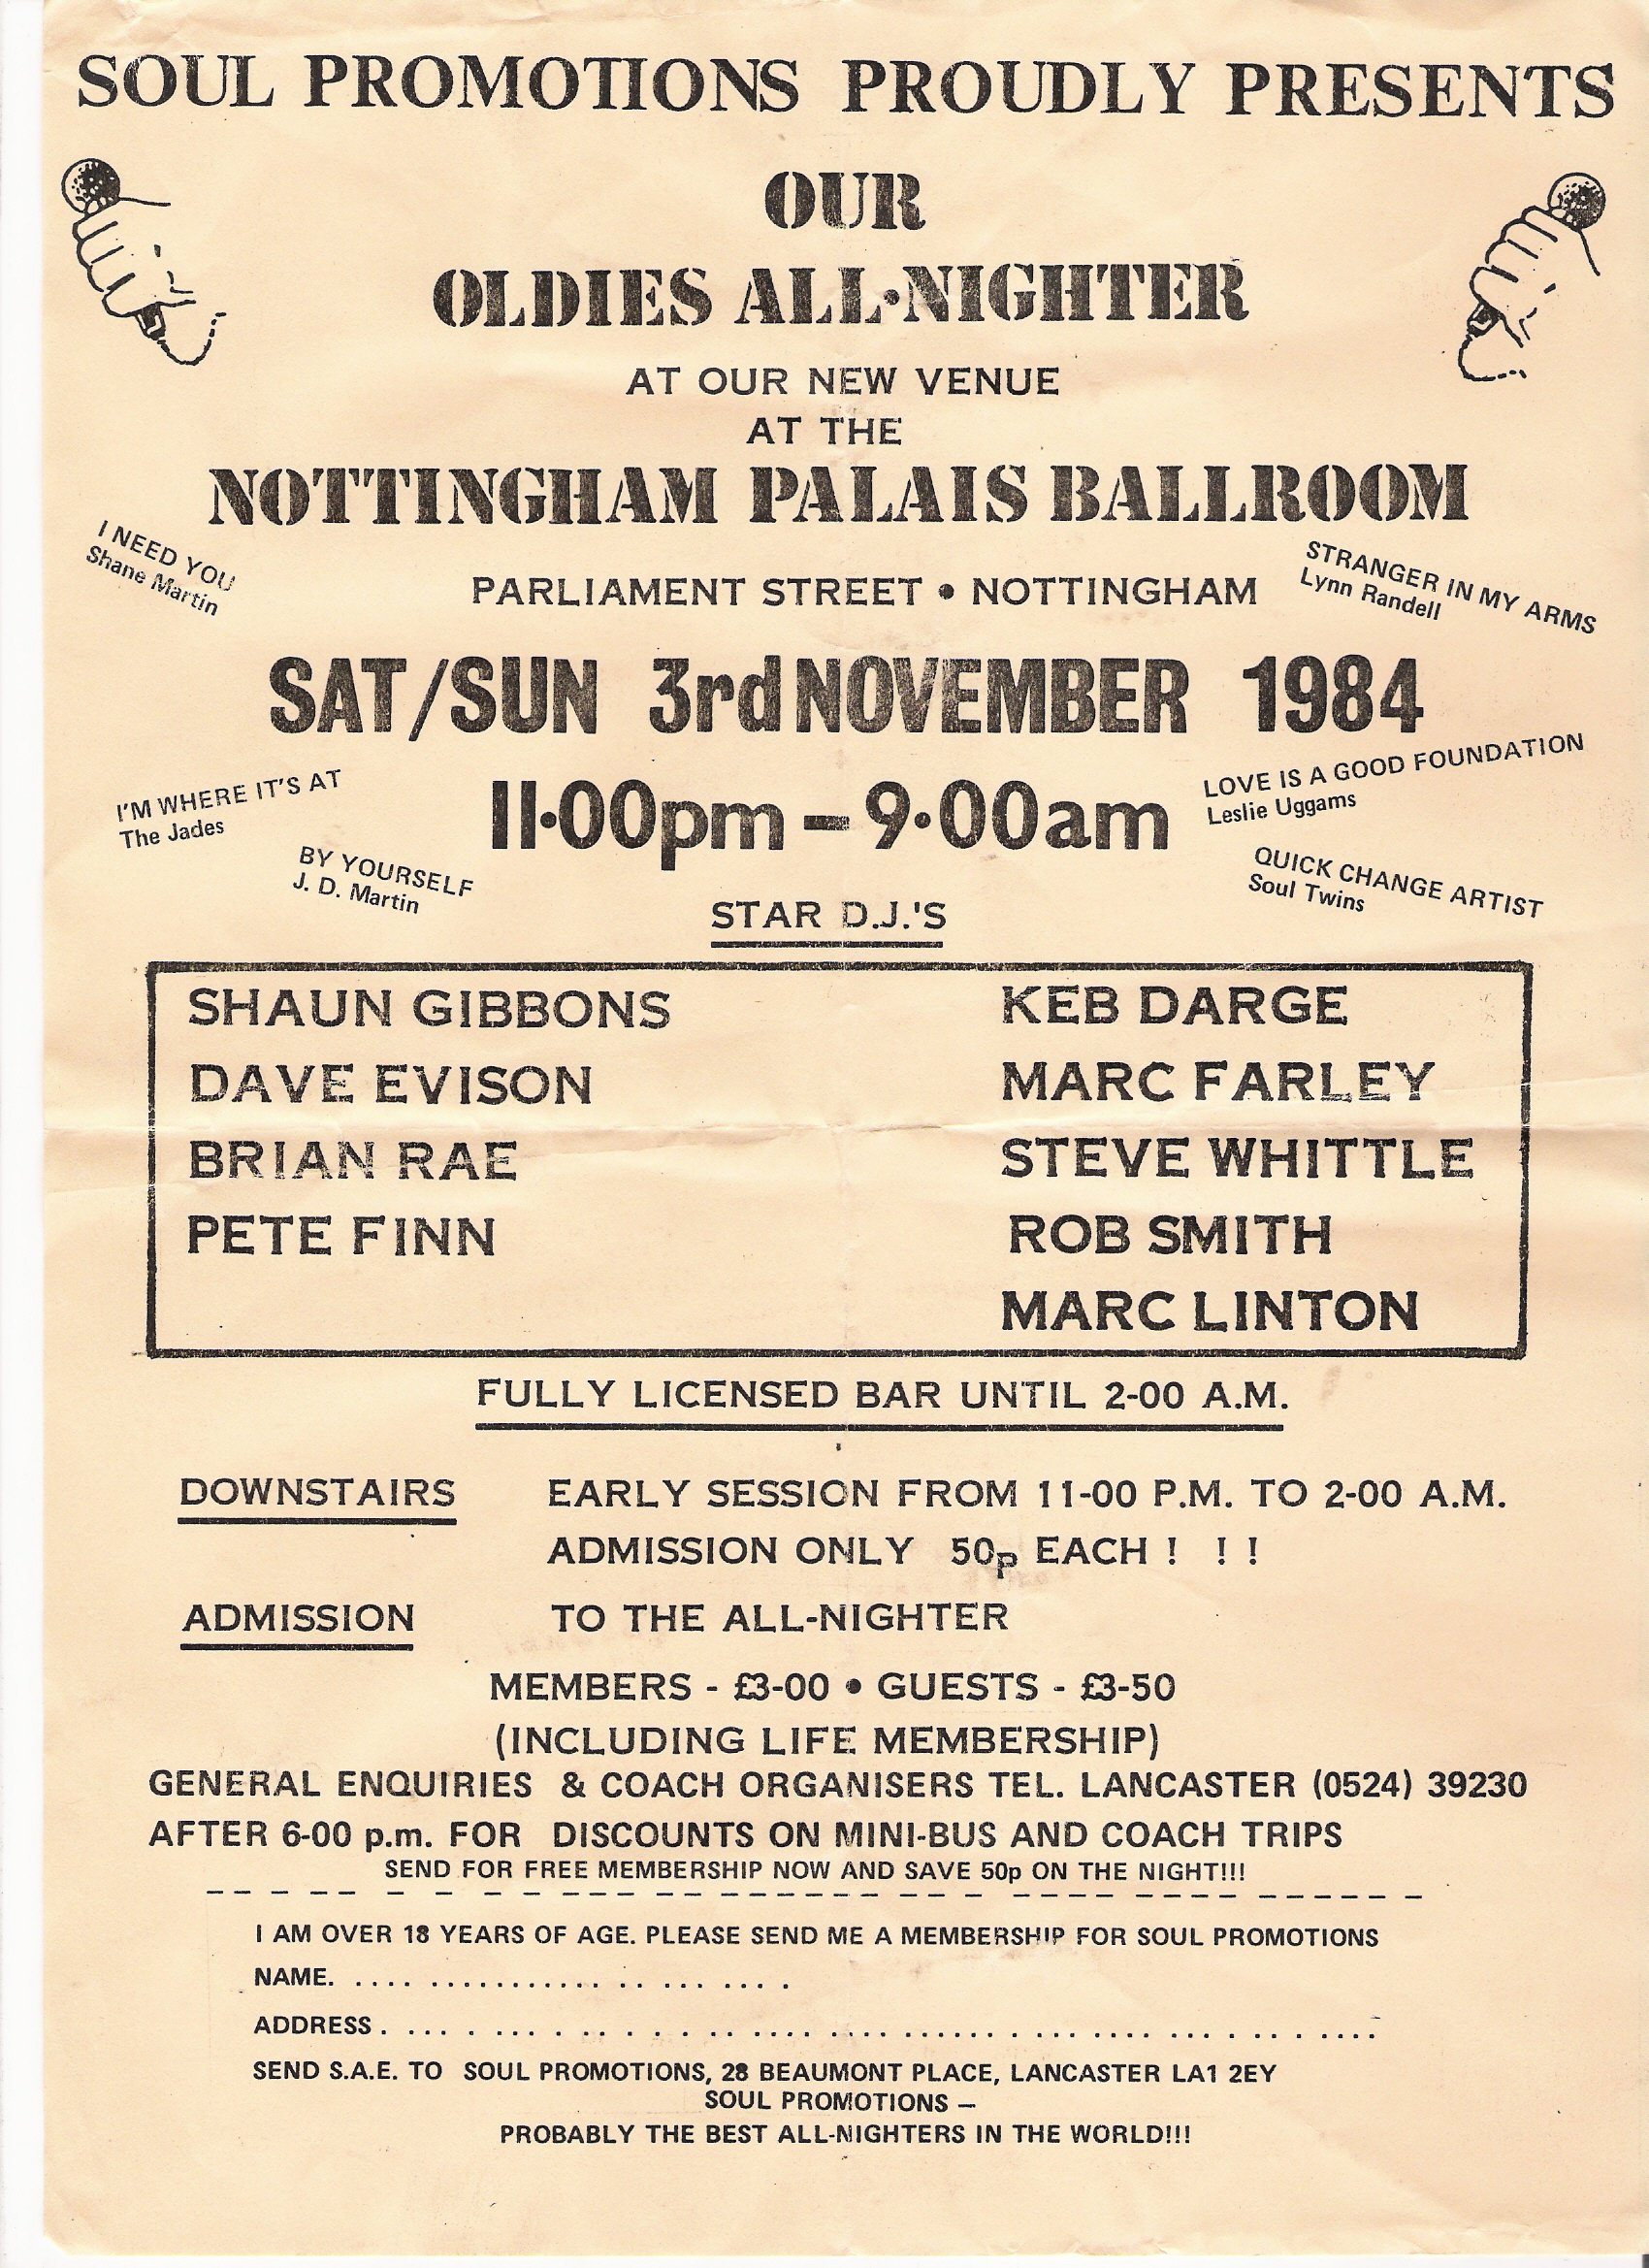 SOUL PROMOTIONS PROUDLY PRESENTS
OUR
OLDIES ALL·NIGHTER
AT OUR NEW VENUE
AT THE
NOTTINGHAM PALAIS BALLROOM
I NEED YOU
Shane Martin
PARLIAMENT STREET • NOTTINGHAM
STRANGER IN MY ARMS
Lynn Randell
SAT/SUN 3rd NOVEMBER 1984
I'M WHERE IT'S AT
The Jades
11·00pm – 9·00am
LOVE IS A GOOD FOUNDATION
Leslie Uggams
BY YOURSELF
J. D. Martin
QUICK CHANGE ARTIST
Soul Twins
STAR D.J.'S
SHAUN GIBBONS
DAVE EVISON
BRIAN RAE
PETE FINN
KEB DARGE
MARC FARLEY
STEVE WHITTLE
ROB SMITH
MARC LINTON
FULLY LICENSED BAR UNTIL 2-00 A.M.
DOWNSTAIRS EARLY SESSION FROM 11-00 P.M. TO 2-00 A.M.
ADMISSION ONLY 50p EACH ! ! !
ADMISSION TO THE ALL-NIGHTER
MEMBERS - £3-00 • GUESTS - £3-50
(INCLUDING LIFE MEMBERSHIP)
GENERAL ENQUIRIES & COACH ORGANISERS TEL. LANCASTER (0524) 39230
AFTER 6-00 p.m. FOR DISCOUNTS ON MINI-BUS AND COACH TRIPS
SEND FOR FREE MEMBERSHIP NOW AND SAVE 50p ON THE NIGHT!!!
I AM OVER 18 YEARS OF AGE. PLEASE SEND ME A MEMBERSHIP FOR SOUL PROMOTIONS
NAME. .... ............ .. ... ....
ADDRESS. ... . ... . . . . .. .. .... .... ........ . ... .... ... .. . . ....
SEND S.A.E. TO SOUL PROMOTIONS, 28 BEAUMONT PLACE, LANCASTER LA1 2EY
SOUL PROMOTIONS –
PROBABLY THE BEST ALL-NIGHTERS IN THE WORLD!!!